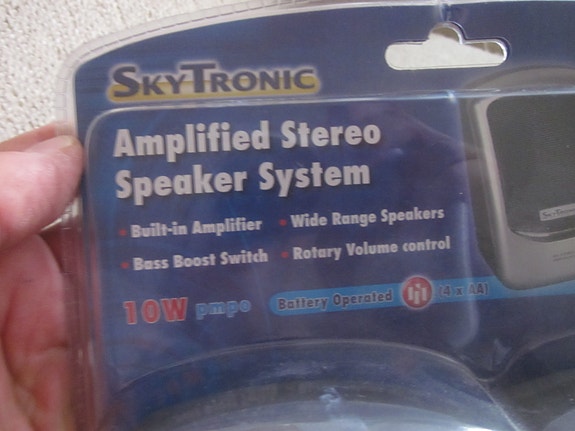 SKYTRONIC
Amplified Stereo
Speaker System
• Built-in Amplifier • Wide Range Speakers
• Bass Boost Switch • Rotary Volume control
10W pmpo Battery Operated (4 x AA)
SkyTronic